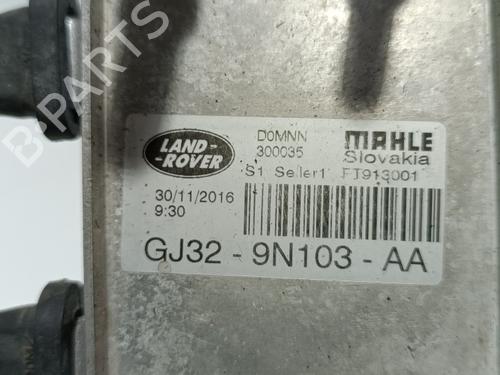 B-PARTS
LAND-
-ROVER
D0MNN
300035
MAHLE
Slovakia
S1 Seller1 FT913001
30/11/2016
9:30
GJ32 - 9N103 - AA